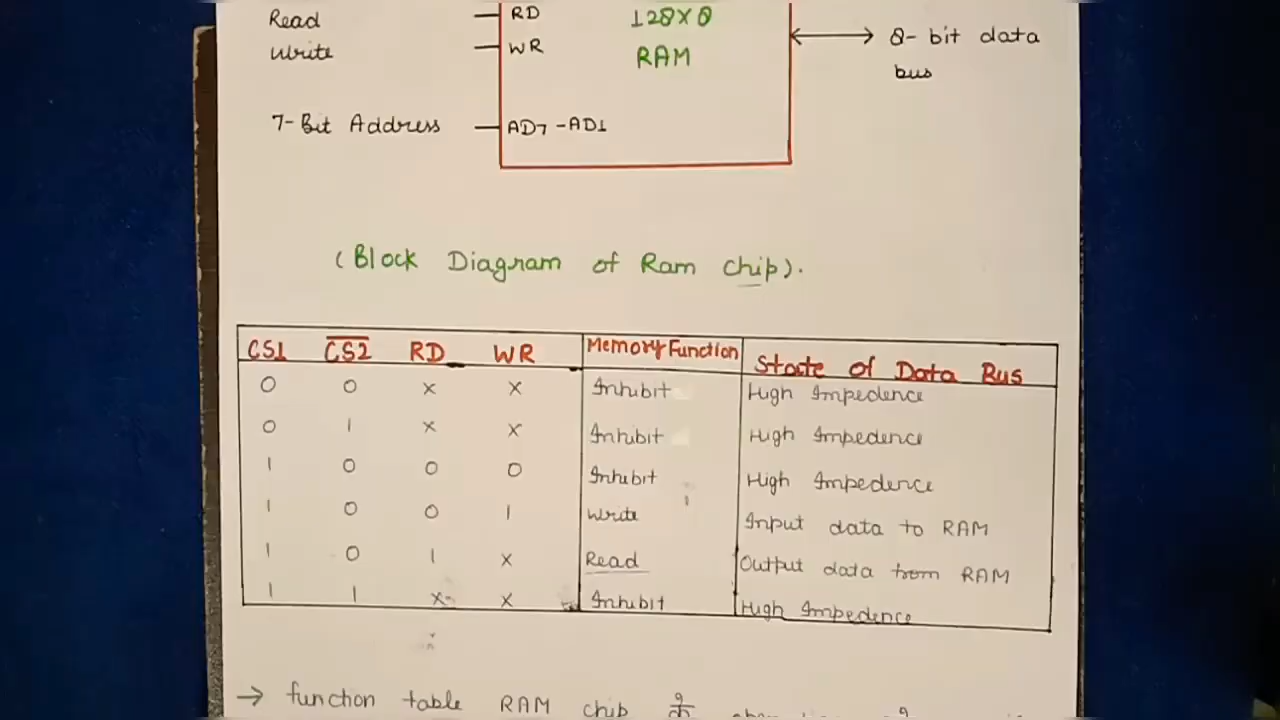 Read RD 128x8
Write WR RAM
8-bit data
bus
7-Bit Address AD7-AD1
(Block Diagram of Ram chip).
CS1 C̅S̅2̅ RD WR Memory Function State of Data Bus
0 0 x x Inhibit High Impedence
0 1 x x Inhibit High Impedence
1 0 0 0 Inhibit High Impedence
1 0 0 1 Write Input data to RAM
1 0 1 x Read Output data from RAM
1 1 x x Inhibit High Impedence
→ function table RAM chip